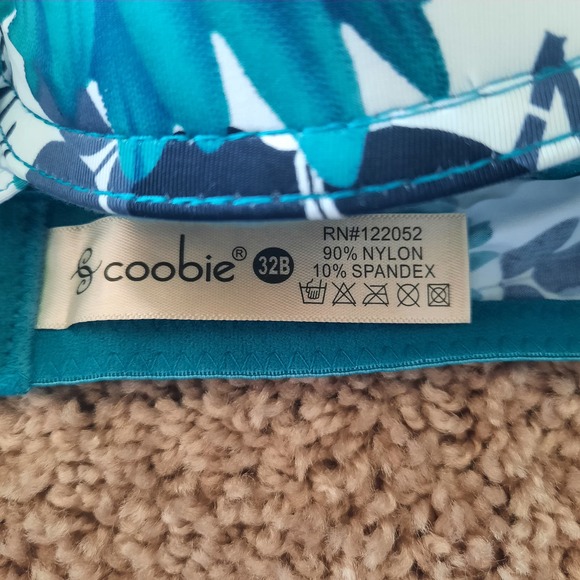 coobie® 32B
RN#122052
90% NYLON
10% SPANDEX